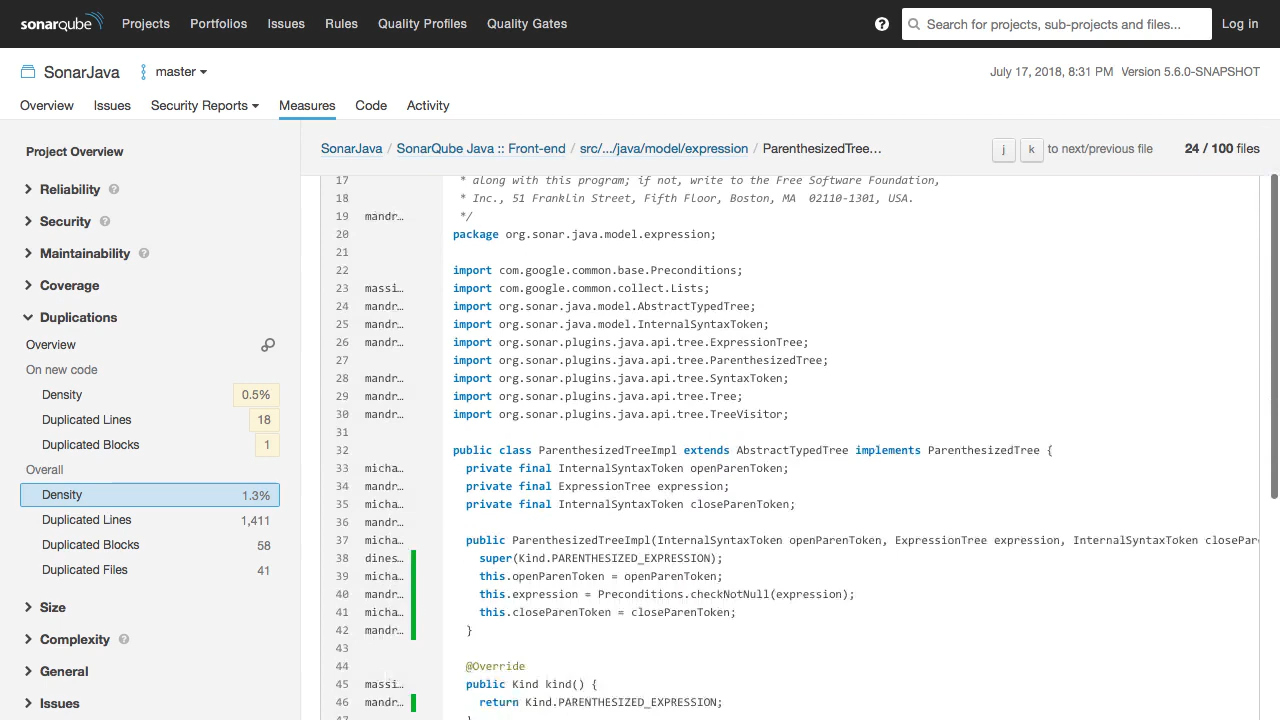 sonarqube Projects Portfolios Issues Rules Quality Profiles Quality Gates ? Search for projects, sub-projects and files... Log in
SonarJava master July 17, 2018, 8:31 PM Version 5.6.0-SNAPSHOT
Overview Issues Security Reports Measures Code Activity
Project Overview
Reliability ?
Security ?
Maintainability ?
Coverage
Duplications
Overview
On new code
Density 0.5%
Duplicated Lines 18
Duplicated Blocks 1
Overall
Density 1.3%
Duplicated Lines 1,411
Duplicated Blocks 58
Duplicated Files 41
Size
Complexity ?
General
Issues
SonarJava / SonarQube Java :: Front-end / src/.../java/model/expression / ParenthesizedTree… j k to next/previous file 24 / 100 files
17 * along with this program; if not, write to the Free Software Foundation,
18 * Inc., 51 Franklin Street, Fifth Floor, Boston, MA  02110-1301, USA.
19 mandr… */
20 package org.sonar.java.model.expression;
21
22 import com.google.common.base.Preconditions;
23 massi… import com.google.common.collect.Lists;
24 mandr… import org.sonar.java.model.AbstractTypedTree;
25 mandr… import org.sonar.java.model.InternalSyntaxToken;
26 mandr… import org.sonar.plugins.java.api.tree.ExpressionTree;
27 import org.sonar.plugins.java.api.tree.ParenthesizedTree;
28 mandr… import org.sonar.plugins.java.api.tree.SyntaxToken;
29 mandr… import org.sonar.plugins.java.api.tree.Tree;
30 mandr… import org.sonar.plugins.java.api.tree.TreeVisitor;
31
32 public class ParenthesizedTreeImpl extends AbstractTypedTree implements ParenthesizedTree {
33 micha… private final InternalSyntaxToken openParenToken;
34 mandr… private final ExpressionTree expression;
35 micha… private final InternalSyntaxToken closeParenToken;
36 mandr…
37 micha… public ParenthesizedTreeImpl(InternalSyntaxToken openParenToken, ExpressionTree expression, InternalSyntaxToken closePare
38 dines… super(Kind.PARENTHESIZED_EXPRESSION);
39 micha… this.openParenToken = openParenToken;
40 mandr… this.expression = Preconditions.checkNotNull(expression);
41 micha… this.closeParenToken = closeParenToken;
42 mandr… }
43
44 @Override
45 massi… public Kind kind() {
46 mandr… return Kind.PARENTHESIZED_EXPRESSION;
47 }